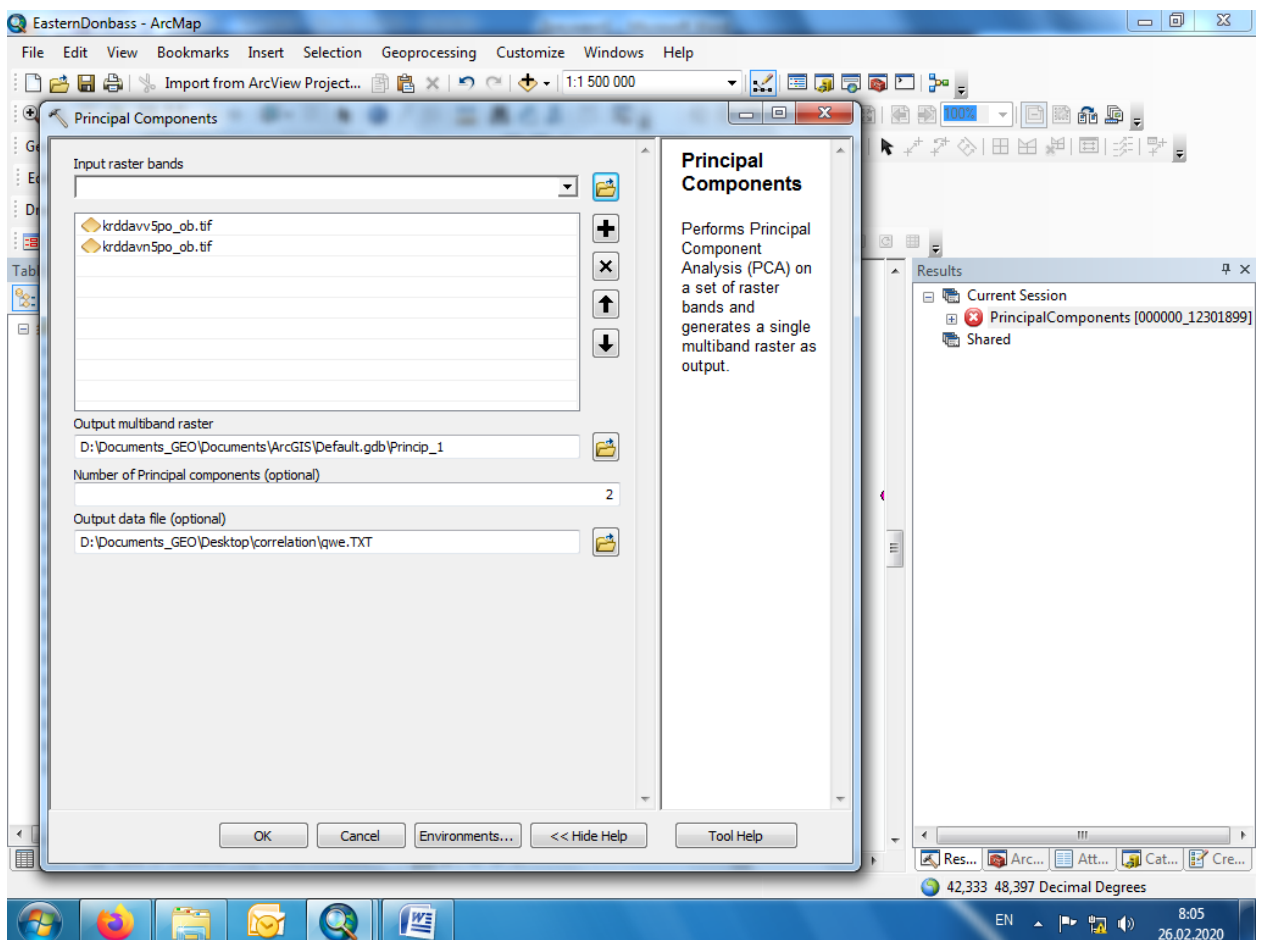 EasternDonbass - ArcMap
File Edit View Bookmarks Insert Selection Geoprocessing Customize Windows Help
Import from ArcView Project... 1:1 500 000
Principal Components
100%
Input raster bands
krddavv5po_ob.tif
krddavn5po_ob.tif
Output multiband raster
D:\Documents_GEO\Documents\ArcGIS\Default.gdb\Princip_1
Number of Principal components (optional)
2
Output data file (optional)
D:\Documents_GEO\Desktop\correlation\qwe.TXT
OK Cancel Environments... << Hide Help Tool Help
Principal
Components
Performs Principal
Component
Analysis (PCA) on
a set of raster
bands and
generates a single
multiband raster as
output.
Results
Current Session
PrincipalComponents [000000_12301899]
Shared
Res... Arc... Att... Cat... Cre...
42,333 48,397 Decimal Degrees
EN 8:05
26.02.2020